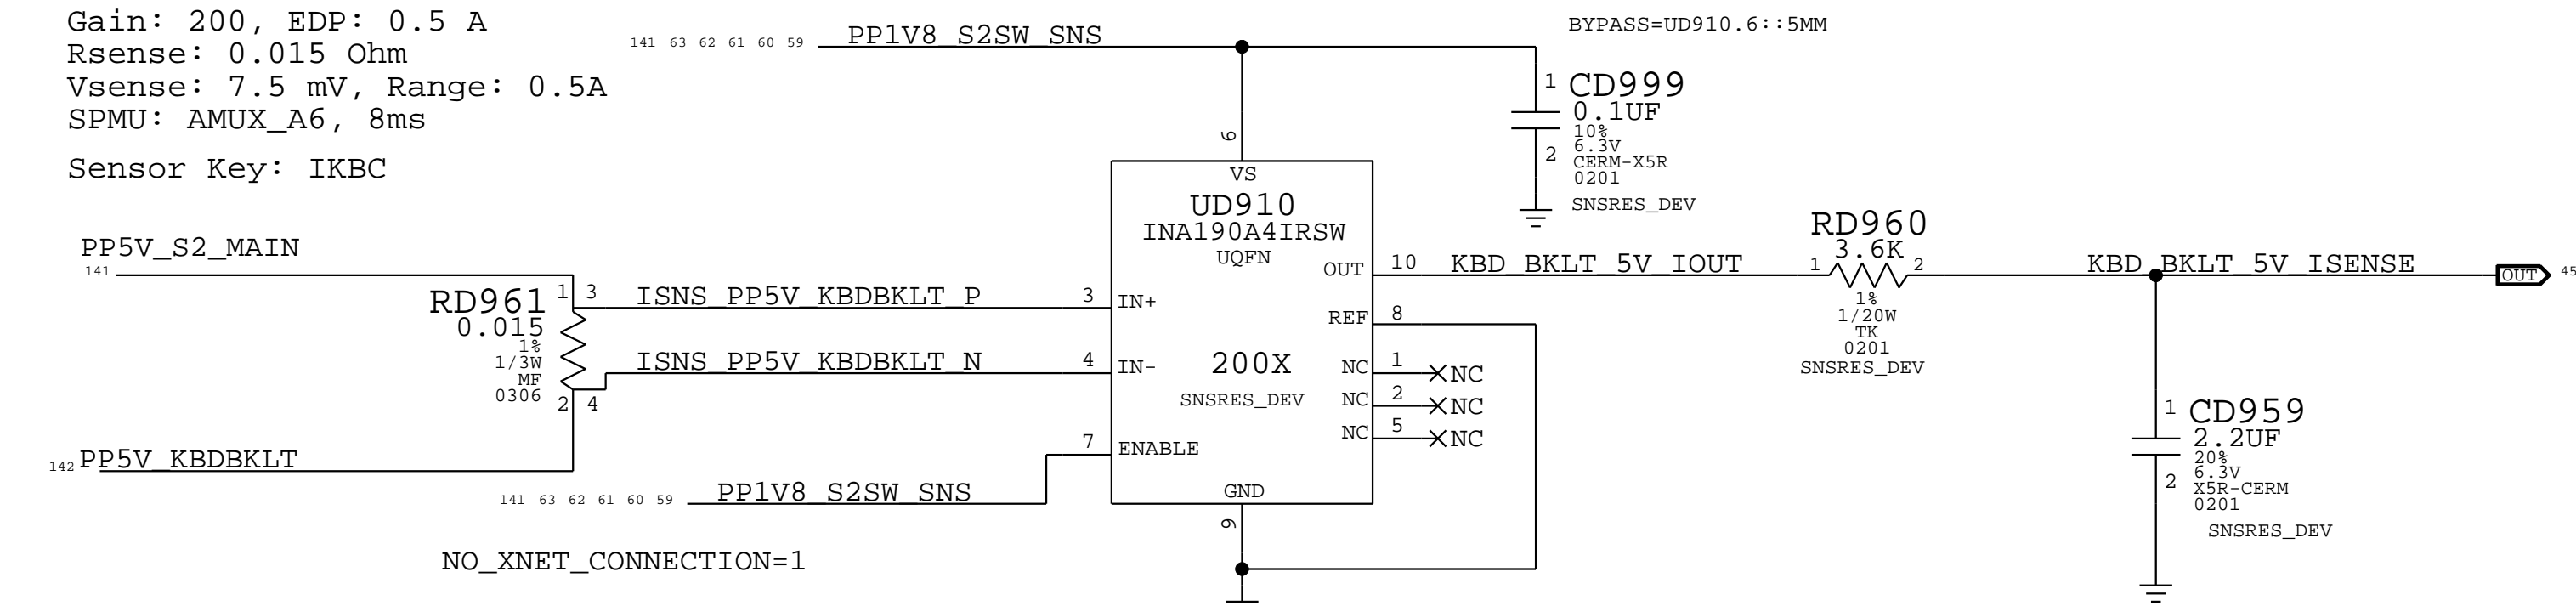 Gain: 200, EDP: 0.5 A
Rsense: 0.015 Ohm
Vsense: 7.5 mV, Range: 0.5A
SPMU: AMUX_A6, 8ms
Sensor Key: IKBC
141 63 62 61 60 59 PP1V8_S2SW_SNS
BYPASS=UD910.6::5MM
1 CD999
0.1UF
10%
6.3V
2 CERM-X5R
0201
SNSRES_DEV
6
VS
UD910
INA190A4IRSW
UQFN
PP5V_S2_MAIN
141
RD961 1 3
0.015
1%
1/3W
MF
0306
2 4
ISNS_PP5V_KBDBKLT_P 3 IN+
ISNS_PP5V_KBDBKLT_N 4 IN-
200X
SNSRES_DEV
7 ENABLE
142 PP5V_KBDBKLT
141 63 62 61 60 59 PP1V8_S2SW_SNS
GND
9
OUT 10 KBD_BKLT_5V_IOUT
REF 8
NC 1 NC
NC 2 NC
NC 5 NC
RD960
3.6K
1 2
1%
1/20W
TK
0201
SNSRES_DEV
KBD_BKLT_5V_ISENSE OUT 45
1 CD959
2.2UF
20%
6.3V
2 X5R-CERM
0201
SNSRES_DEV
NO_XNET_CONNECTION=1